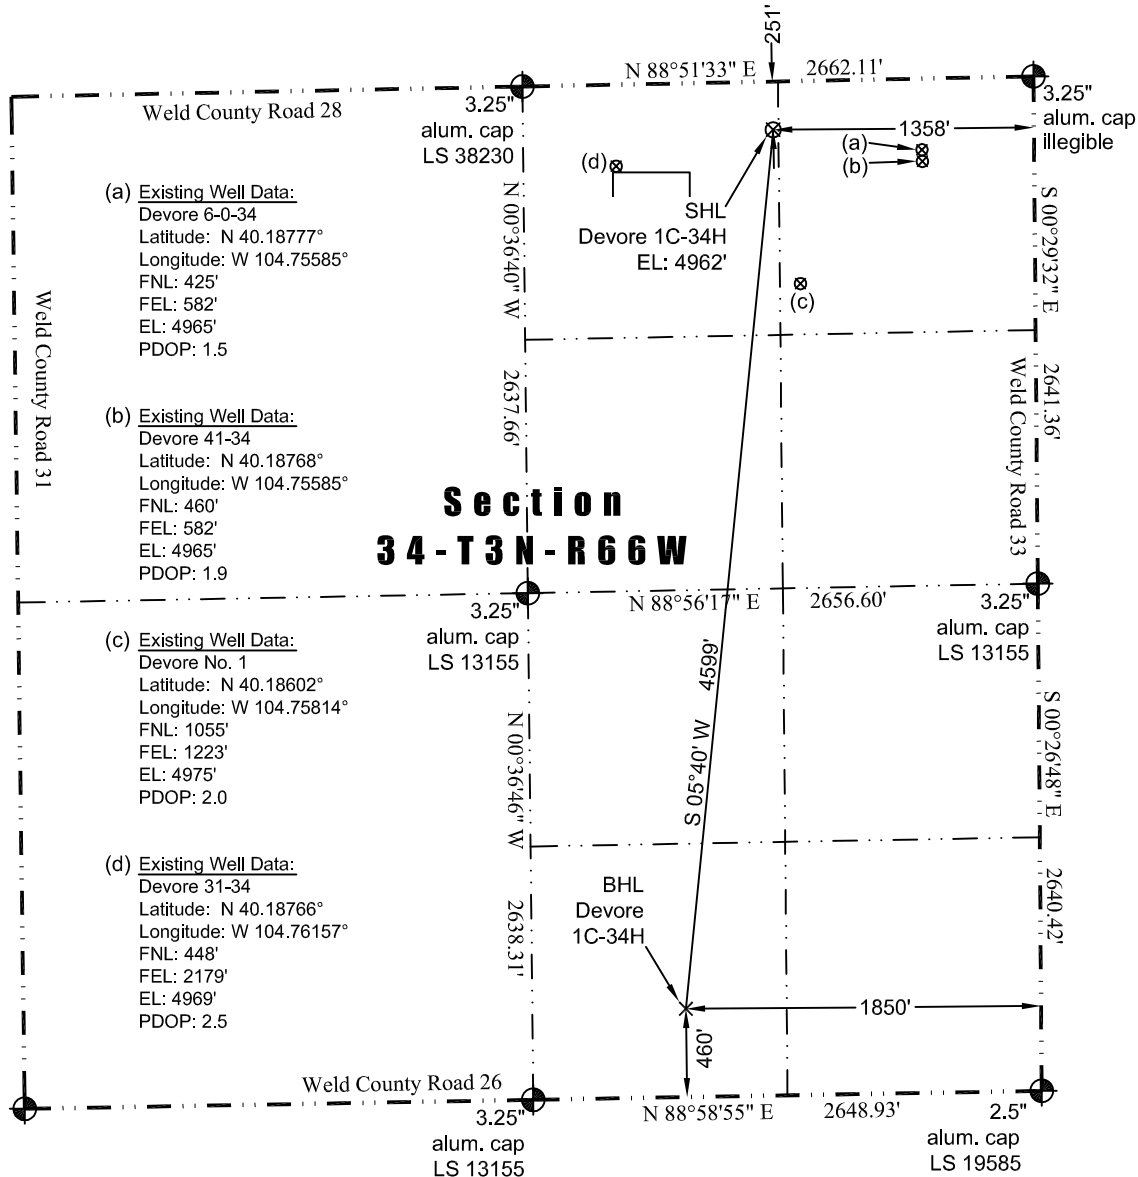 251'
N 88°51'33" E 2662.11'
Weld County Road 28
3.25"
alum. cap
LS 38230
3.25"
alum. cap
illegible
1358'
(a)
(b)
(d)
SHL
Devore 1C-34H
EL: 4962'
(c)
(a) Existing Well Data:
Devore 6-0-34
Latitude: N 40.18777°
Longitude: W 104.75585°
FNL: 425'
FEL: 582'
EL: 4965'
PDOP: 1.5
N 00°36'40" W
2637.66'
S 00°29'32" E
2641.36'
Weld County Road 31
Weld County Road 33
(b) Existing Well Data:
Devore 41-34
Latitude: N 40.18768°
Longitude: W 104.75585°
FNL: 460'
FEL: 582'
EL: 4965'
PDOP: 1.9
Section
34-T3N-R66W
N 88°56'17" E 2656.60'
3.25"
alum. cap
LS 13155
3.25"
alum. cap
LS 13155
(c) Existing Well Data:
Devore No. 1
Latitude: N 40.18602°
Longitude: W 104.75814°
FNL: 1055'
FEL: 1223'
EL: 4975'
PDOP: 2.0
S 05°40' W 4599'
N 00°36'46" W
2638.31'
S 00°26'48" E
2640.42'
(d) Existing Well Data:
Devore 31-34
Latitude: N 40.18766°
Longitude: W 104.76157°
FNL: 448'
FEL: 2179'
EL: 4969'
PDOP: 2.5
BHL
Devore
1C-34H
1850'
460'
Weld County Road 26
N 88°58'55" E 2648.93'
3.25"
alum. cap
LS 13155
2.5"
alum. cap
LS 19585